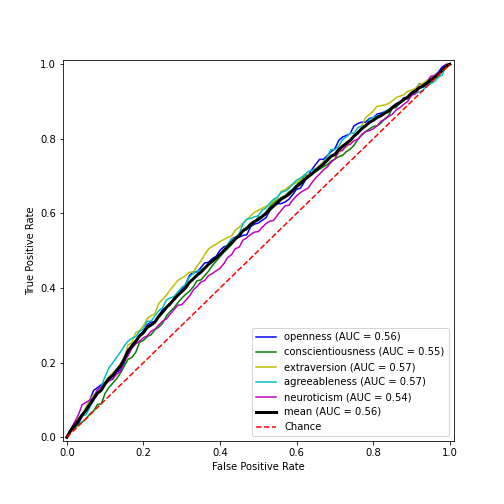 1.0
0.8
0.6
0.4
0.2
0.0
True Positive Rate
openness (AUC = 0.56)
conscientiousness (AUC = 0.55)
extraversion (AUC = 0.57)
agreeableness (AUC = 0.57)
neuroticism (AUC = 0.54)
mean (AUC = 0.56)
Chance
0.0 0.2 0.4 0.6 0.8 1.0
False Positive Rate